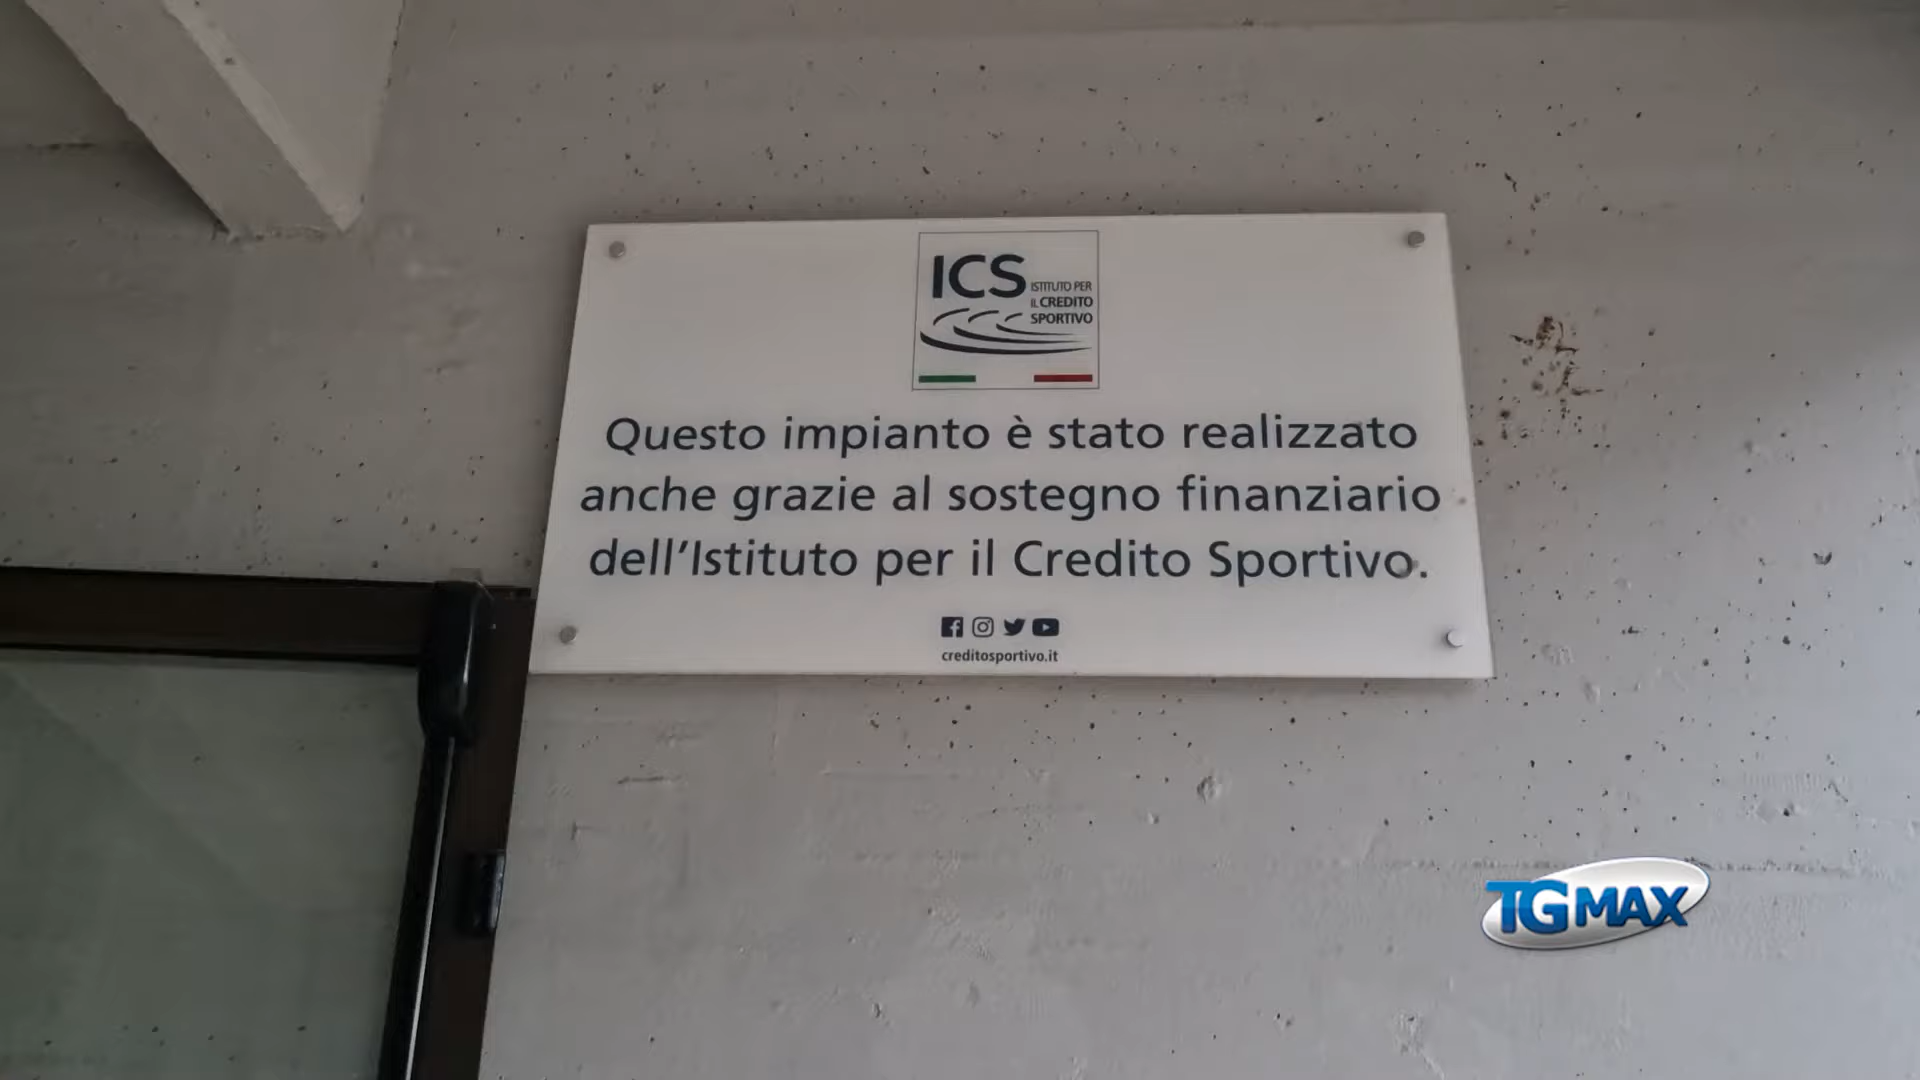 ICS
ISTITUTO PER
IL CREDITO
SPORTIVO
Questo impianto è stato realizzato
anche grazie al sostegno finanziario
dell'Istituto per il Credito Sportivo.
creditosportivo.it
TGMAX